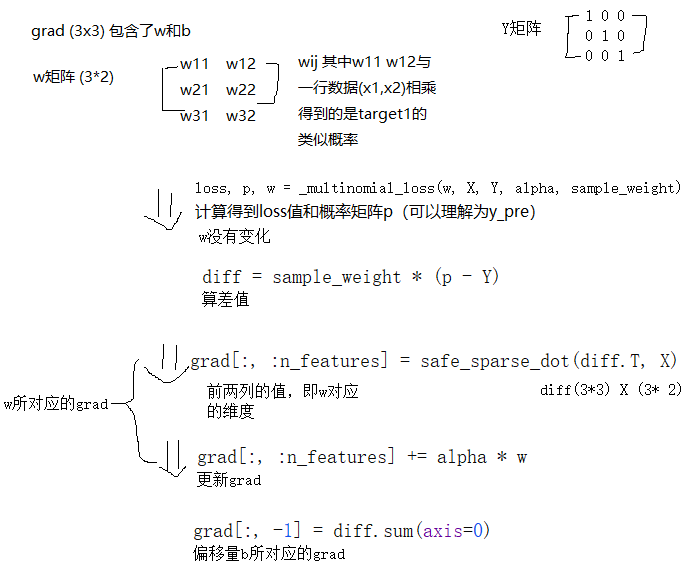 grad (3x3) 包含了w和b
Y矩阵
1 0 0
0 1 0
0 0 1
w矩阵 (3*2)
w11 w12
w21 w22
w31 w32
wij 其中w11 w12与
一行数据(x1,x2)相乘
得到的是target1的
类似概率
loss, p, w = _multinomial_loss(w, X, Y, alpha, sample_weight)
计算得到loss值和概率矩阵p（可以理解为y_pre）
w没有变化
diff = sample_weight * (p - Y)
算差值
grad[:, :n_features] = safe_sparse_dot(diff.T, X)
前两列的值，即w对应
的维度
diff(3*3) X (3* 2)
w所对应的grad
grad[:, :n_features] += alpha * w
更新grad
grad[:, -1] = diff.sum(axis=0)
偏移量b所对应的grad